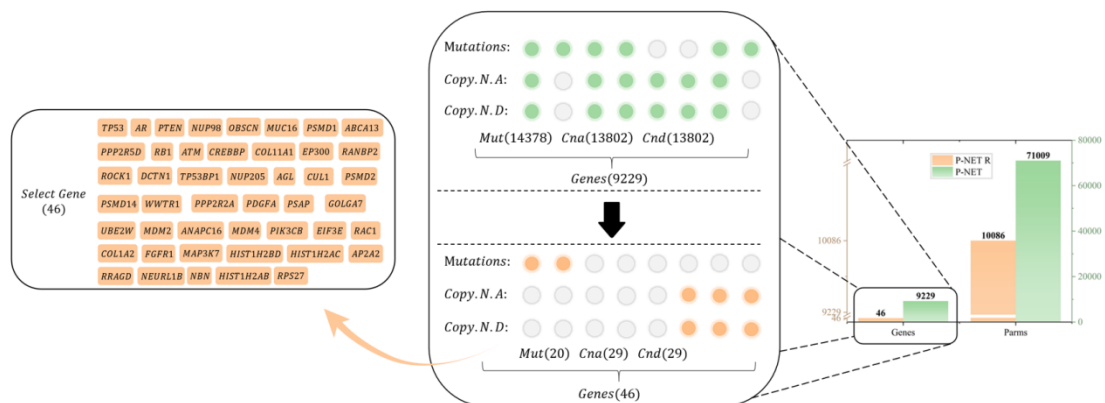 Select Gene
(46)
TP53 AR PTEN NUP98 OBSCN MUC16 PSMD1 ABCA13
PPP2R5D RB1 ATM CREBBP COL11A1 EP300 RANBP2
ROCK1 DCTN1 TP53BP1 NUP205 AGL CUL1 PSMD2
PSMD14 WWTR1 PPP2R2A PDGFA PSAP GOLGA7
UBE2W MDM2 ANAPC16 MDM4 PIK3CB EIF3E RAC1
COL1A2 FGFR1 MAP3K7 HIST1H2BD HIST1H2AC AP2A2
RRAGD NEURL1B NBN HIST1H2AB RPS27
Mutations:
Copy.N.A:
Copy.N.D:
Mut(14378) Cna(13802) Cnd(13802)
Genes(9229)
Mutations:
Copy.N.A:
Copy.N.D:
Mut(20) Cna(29) Cnd(29)
Genes(46)
10086
9229
46
P-NET R
P-NET
46
9229
10086
71009
Genes
Parms
80000
60000
40000
20000
0